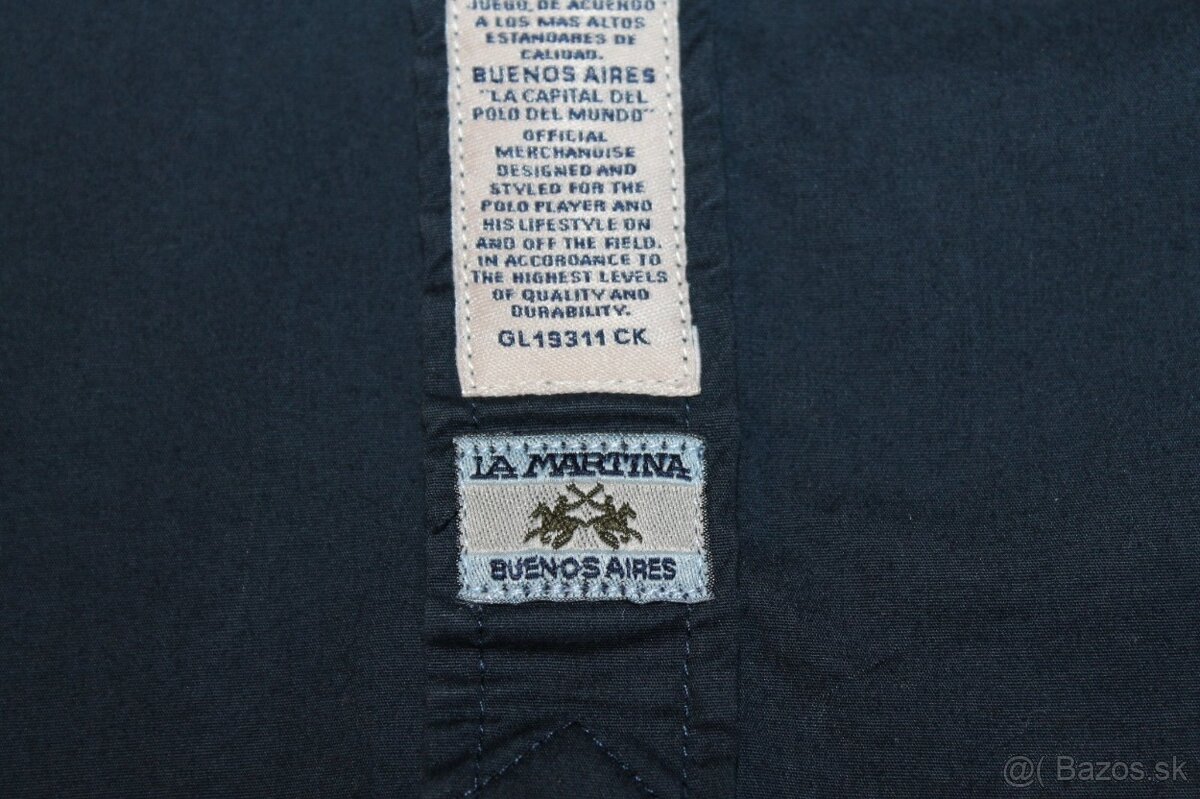 JUEGO, DE ACUERDO
A LOS MAS ALTOS
ESTANDARES DE
CALIDAD.
BUENOS AIRES
"LA CAPITAL DEL
POLO DEL MUNDO"
OFFICIAL
MERCHANDISE
DESIGNED AND
STYLED FOR THE
POLO PLAYER AND
HIS LIFESTYLE ON
AND OFF THE FIELD.
IN ACCORDANCE TO
THE HIGHEST LEVELS
OF QUALITY AND
DURABILITY.
GL19311 CK
LA MARTINA
BUENOS AIRES
@( Bazos.sk